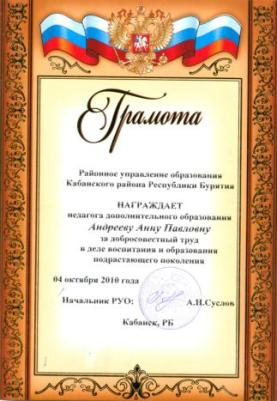 Грамота
Районное управление образования
Кабанского района Республики Бурятия
НАГРАЖДАЕТ
педагога дополнительного образования
Андрееву Анну Павловну
за добросовестный труд
в деле воспитания и образования
подрастающего поколения
04 октября 2010 года
Начальник РУО: А.Н.Суслов
Кабанск, РБ